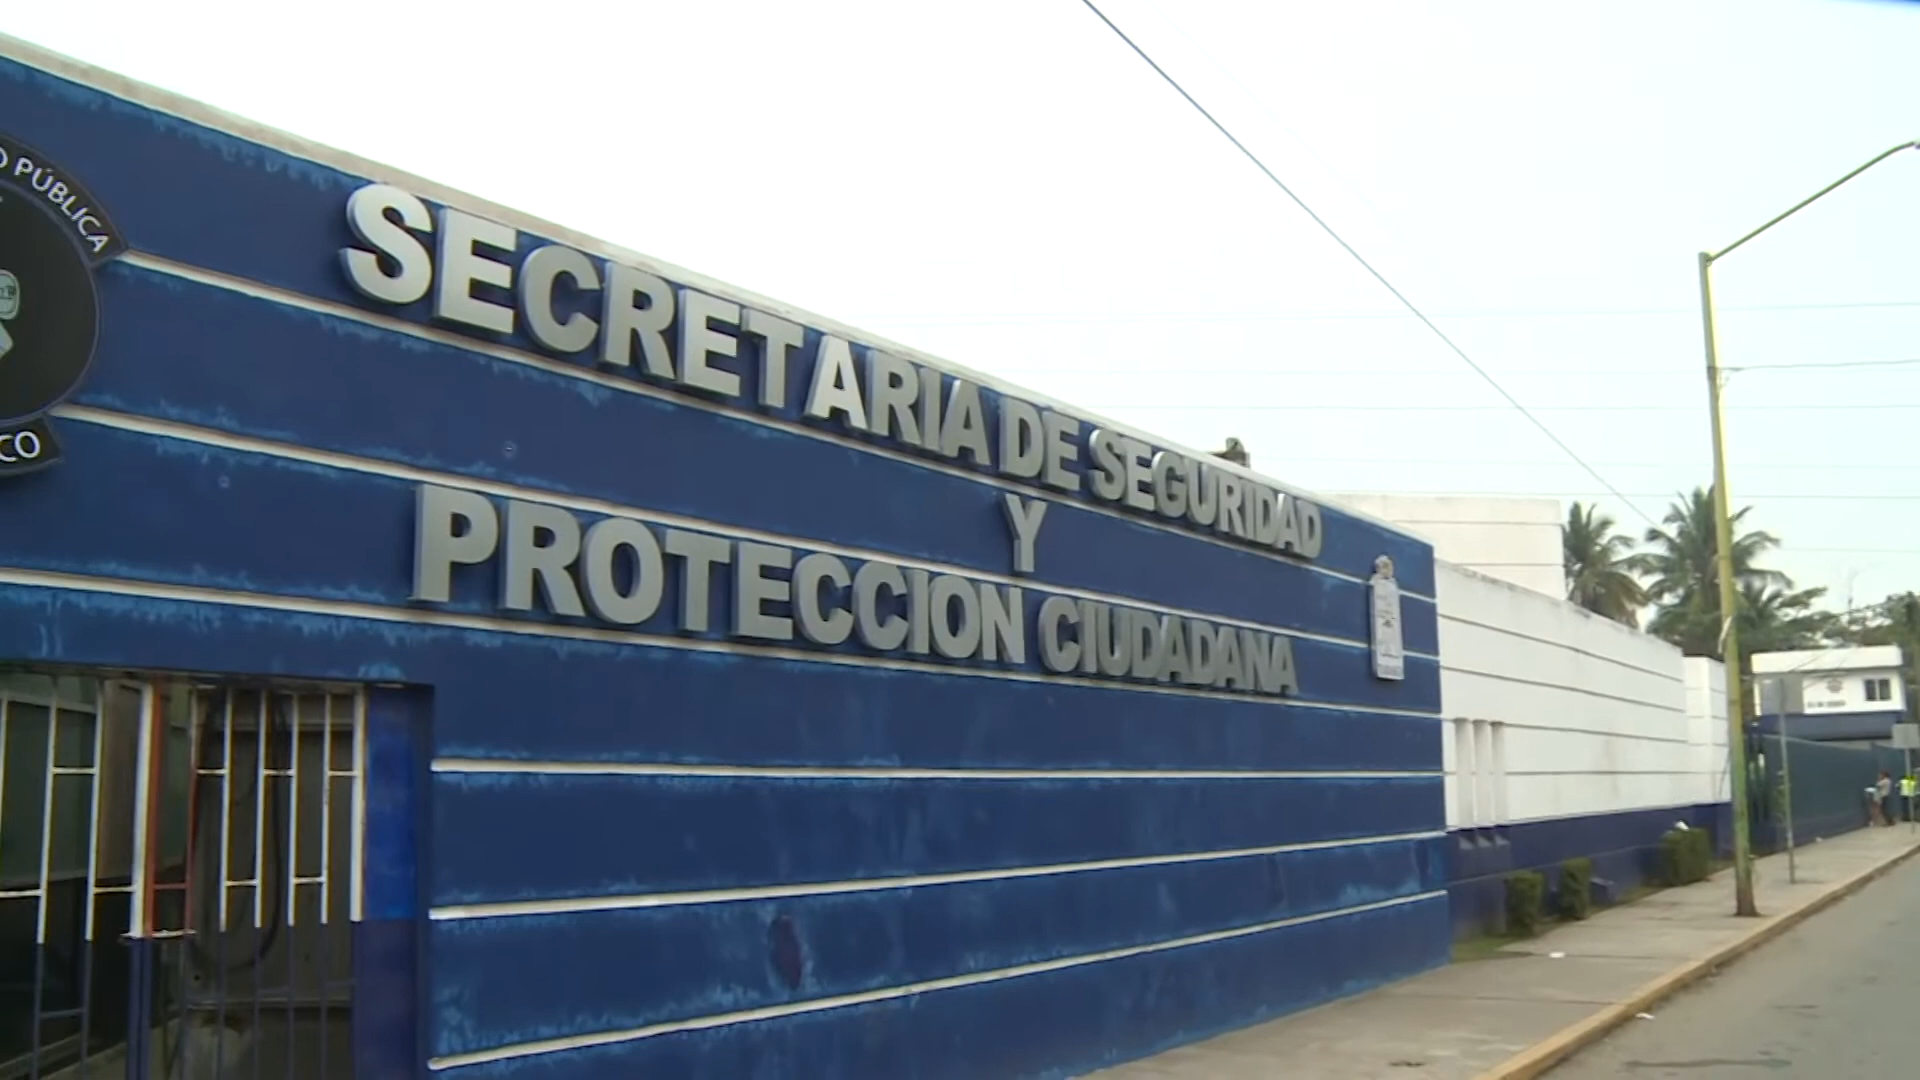 PÚBLICA
CO
SECRETARIA DE SEGURIDAD
Y
PROTECCION CIUDADANA